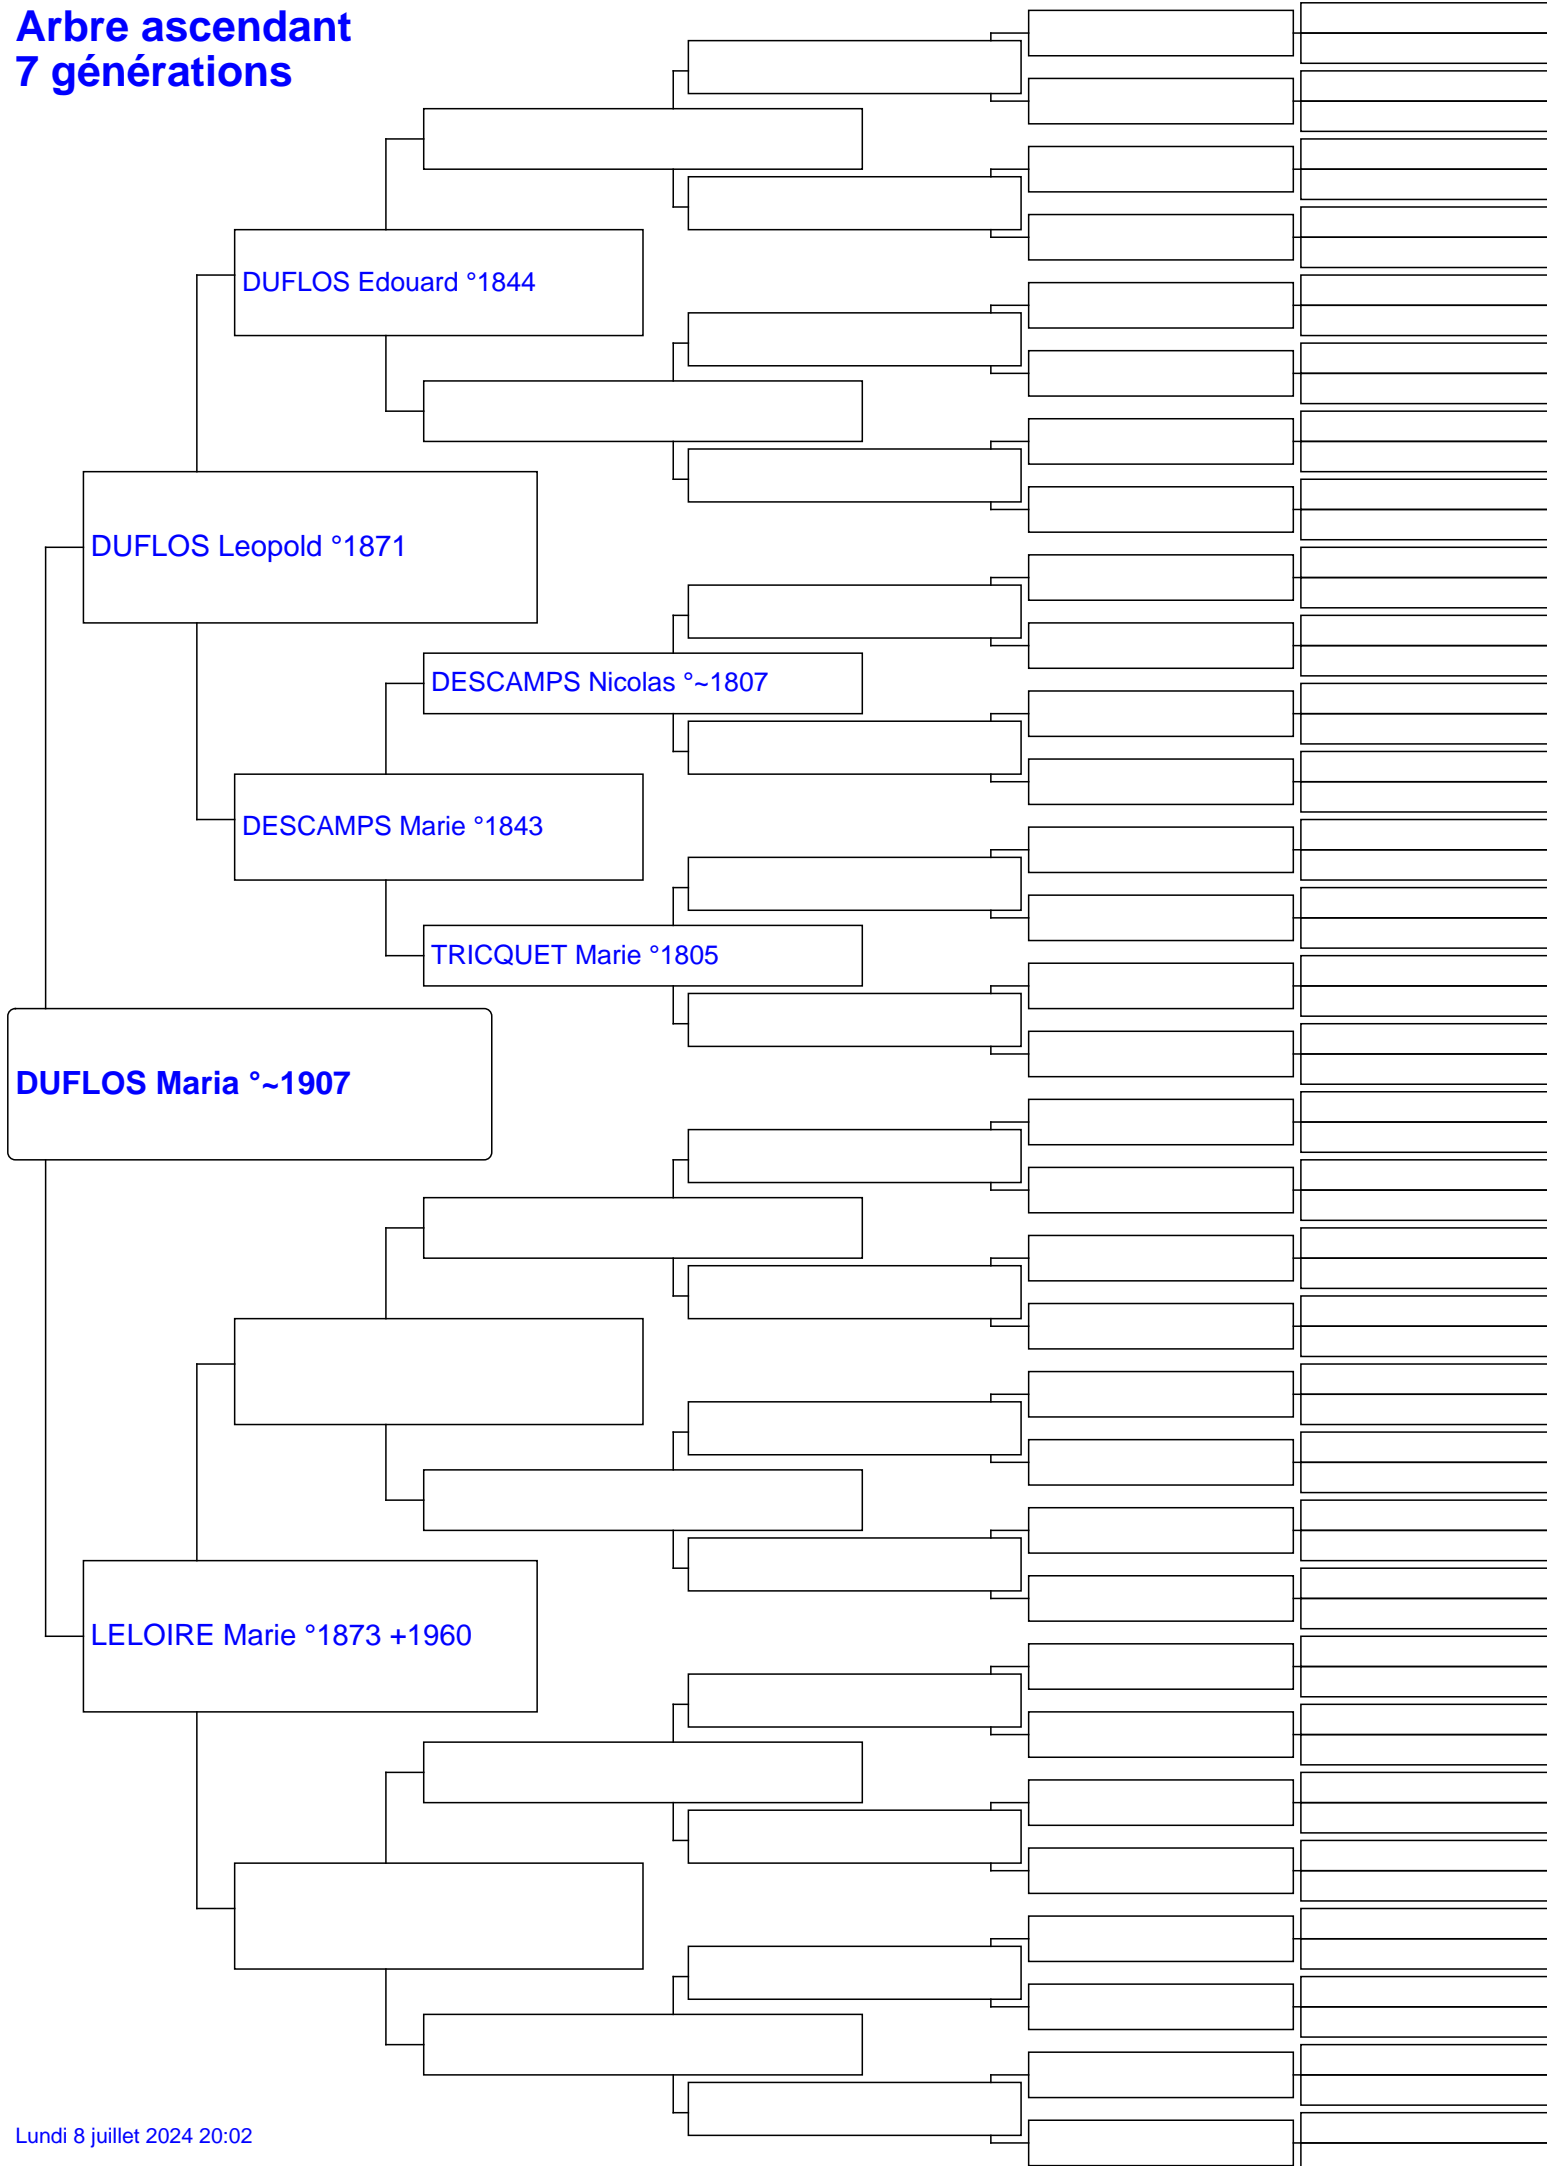 Arbre ascendant
7 générations
DUFLOS Edouard °1844
DUFLOS Leopold °1871
DESCAMPS Nicolas °~1807
DESCAMPS Marie °1843
TRICQUET Marie °1805
DUFLOS Maria °~1907
LELOIRE Marie °1873 +1960
Lundi 8 juillet 2024 20:02